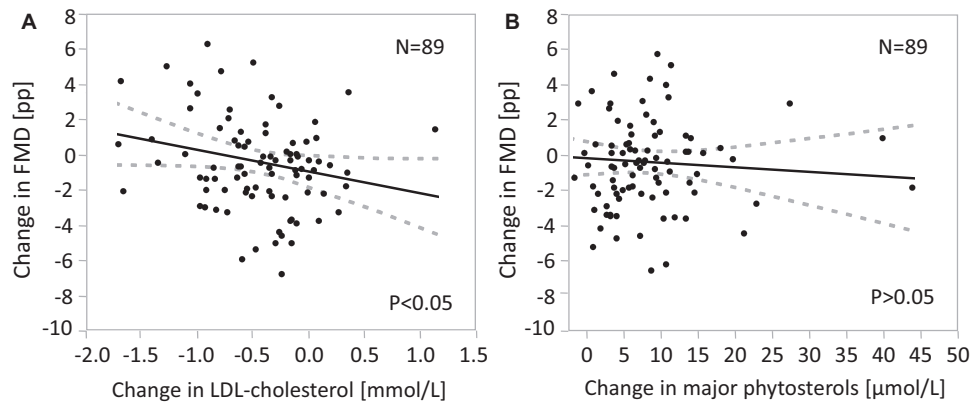 A
B
8
6
4
2
0
-2
-4
-6
-8
-10
Change in FMD [pp]
N=89
P<0.05
-2.0 -1.5 -1.0 -0.5 0.0 0.5 1.0 1.5
Change in LDL-cholesterol [mmol/L]
8
6
4
2
0
-2
-4
-6
-8
-10
Change in FMD [pp]
N=89
P>0.05
0 5 10 15 20 25 30 35 40 45 50
Change in major phytosterols [µmol/L]